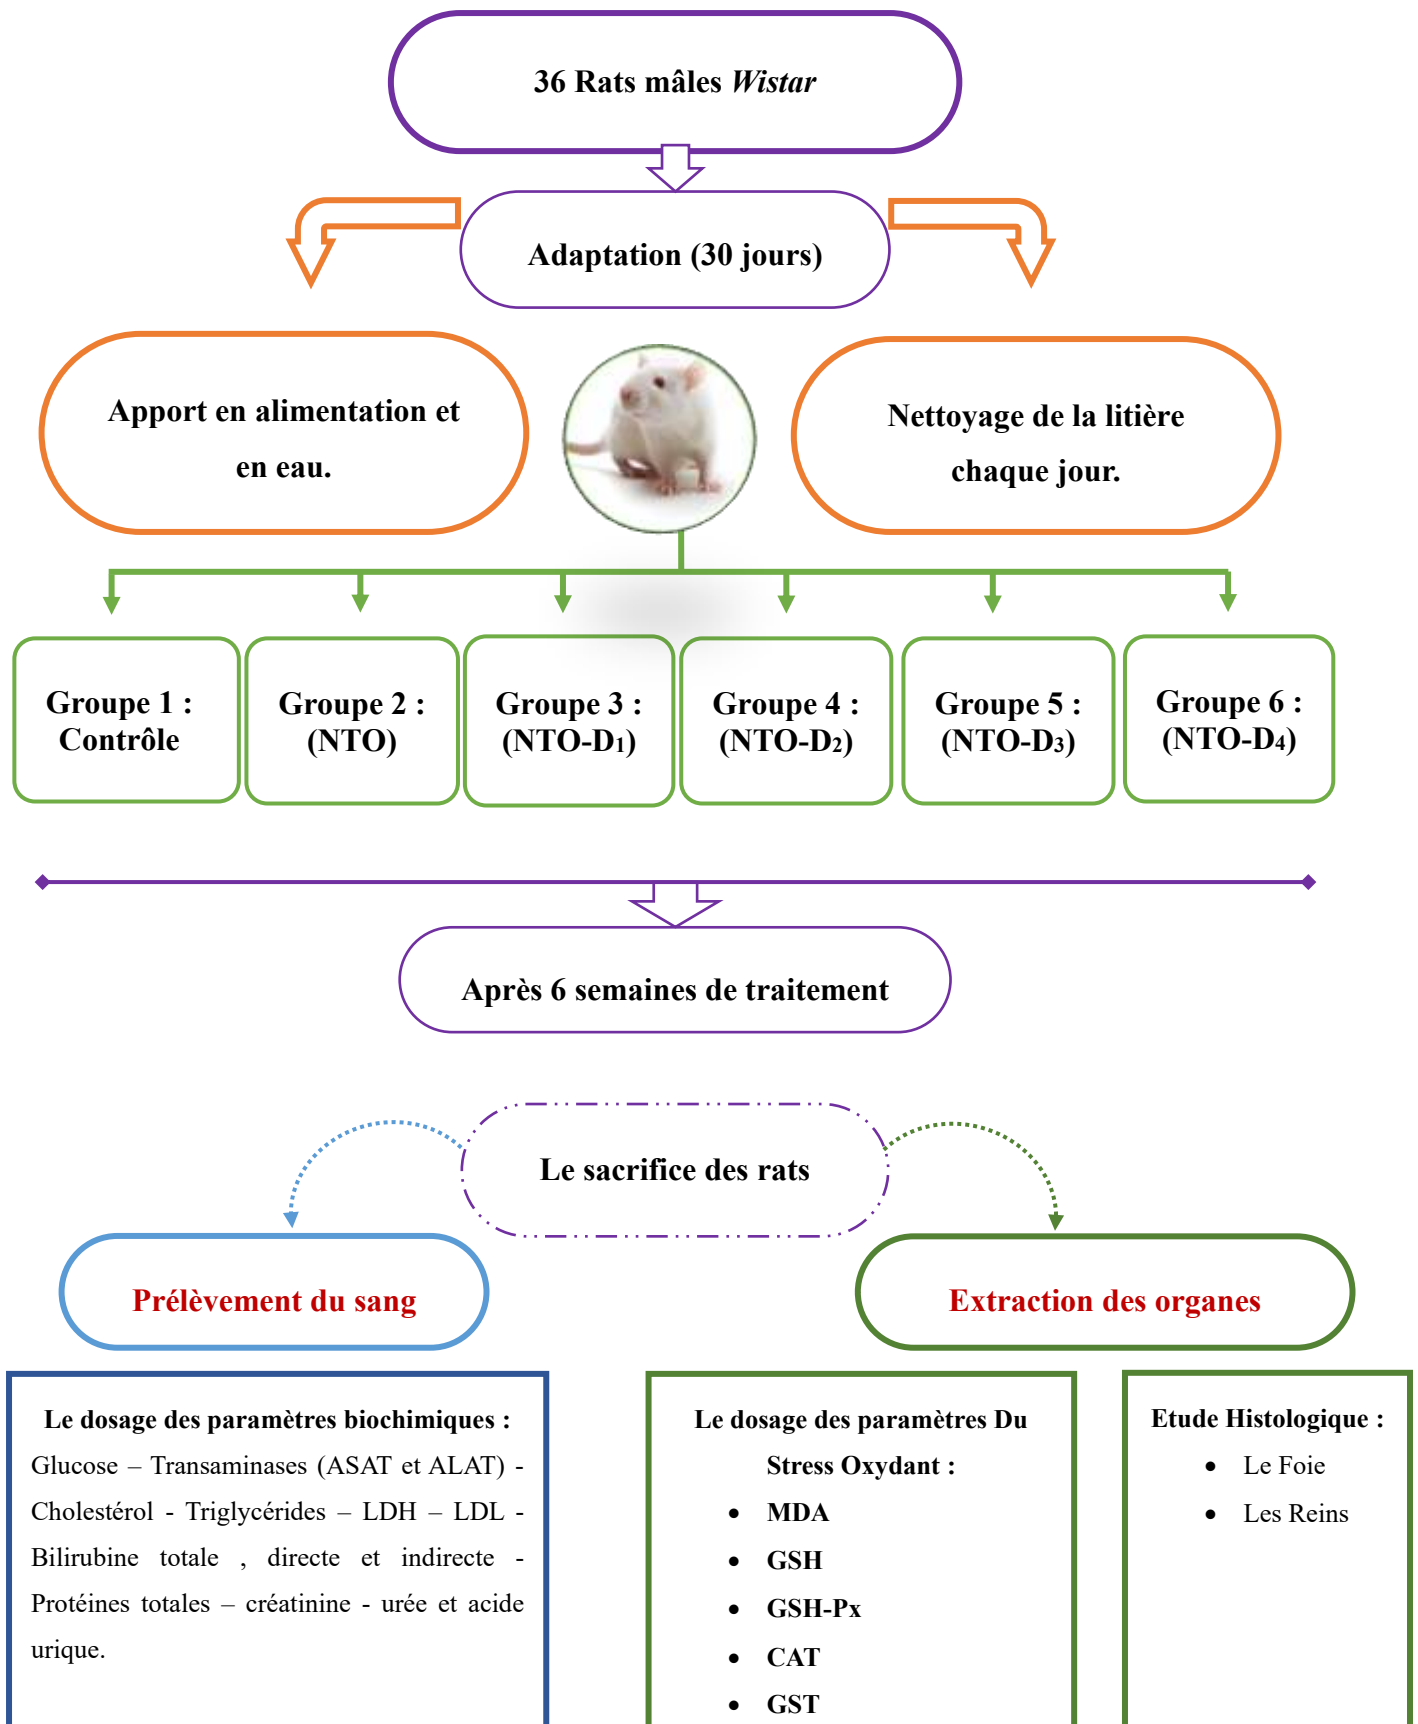 36 Rats mâles Wistar
Adaptation (30 jours)
Apport en alimentation et
en eau.
Nettoyage de la litière
chaque jour.
Groupe 1 :
Contrôle
Groupe 2 :
(NTO)
Groupe 3 :
(NTO-D₁)
Groupe 4 :
(NTO-D₂)
Groupe 5 :
(NTO-D₃)
Groupe 6 :
(NTO-D₄)
Après 6 semaines de traitement
Le sacrifice des rats
Prélèvement du sang
Extraction des organes
Le dosage des paramètres biochimiques :
Glucose – Transaminases (ASAT et ALAT) -
Cholestérol - Triglycérides – LDH – LDL -
Bilirubine totale , directe et indirecte -
Protéines totales – créatinine - urée et acide
urique.
Le dosage des paramètres Du
Stress Oxydant :
• MDA
• GSH
• GSH-Px
• CAT
• GST
Etude Histologique :
• Le Foie
• Les Reins